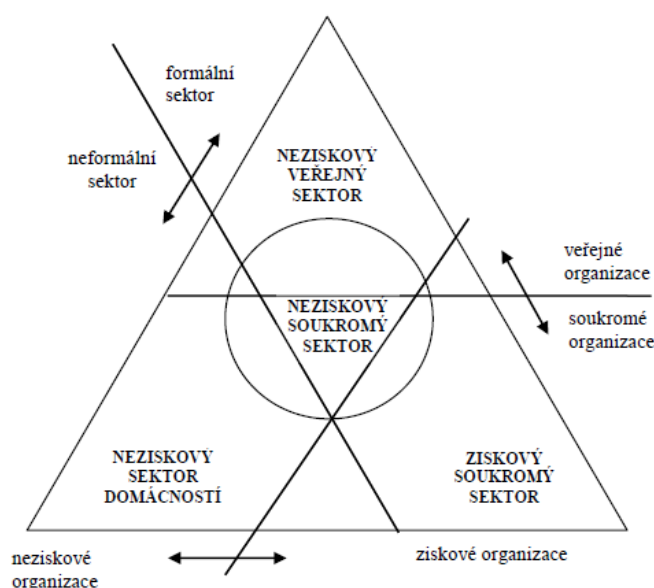 formální
sektor
neformální
sektor
NEZISKOVÝ
VEŘEJNÝ
SEKTOR
veřejné
organizace
NEZISKOVÝ
SOUKROMÝ
SEKTOR
soukromé
organizace
NEZISKOVÝ
SEKTOR
DOMÁCNOSTÍ
ZISKOVÝ
SOUKROMÝ
SEKTOR
neziskové
organizace
ziskové organizace